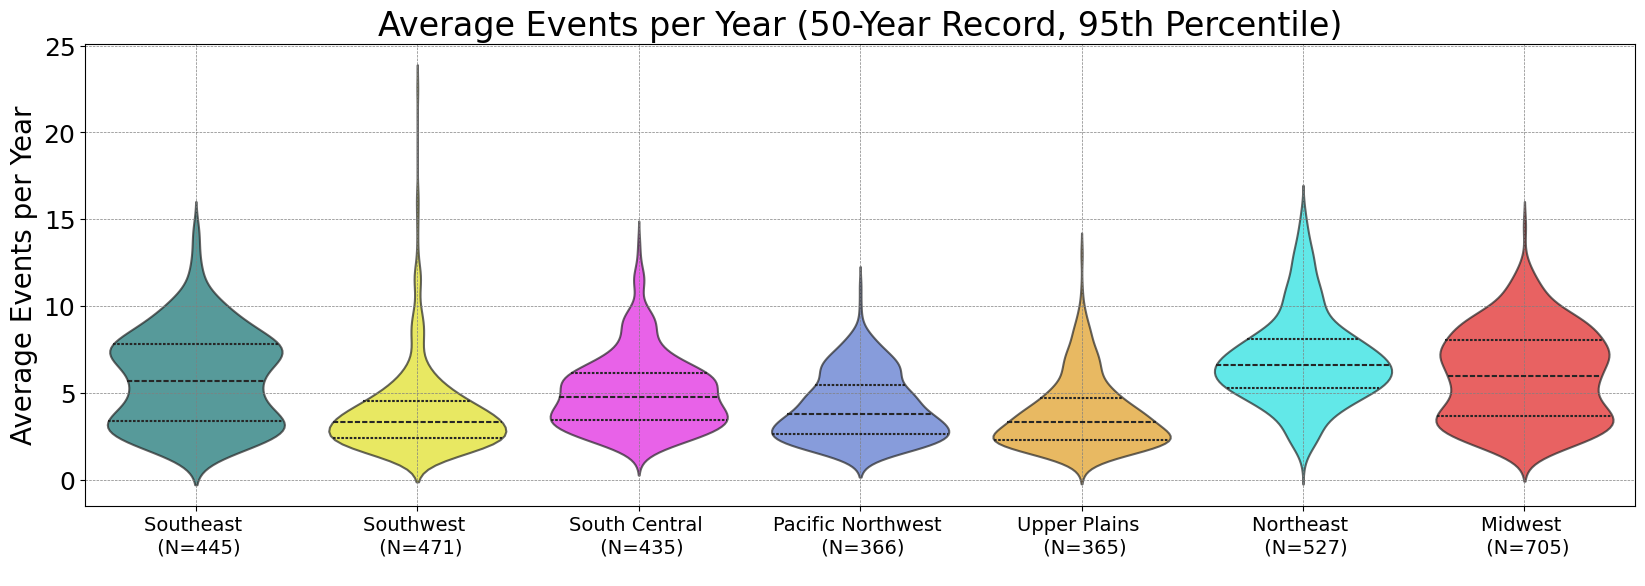 Average Events per Year (50-Year Record, 95th Percentile)
Average Events per Year
25
20
15
10
5
0
Southeast
(N=445)
Southwest
(N=471)
South Central
(N=435)
Pacific Northwest
(N=366)
Upper Plains
(N=365)
Northeast
(N=527)
Midwest
(N=705)